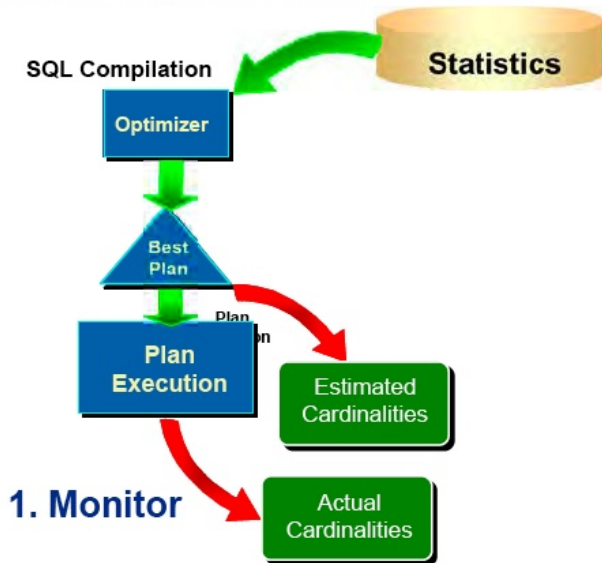 SQL Compilation
Statistics
Optimizer
Best
Plan
Plan
Plan
Execution
Estimated
Cardinalities
1. Monitor
Actual
Cardinalities